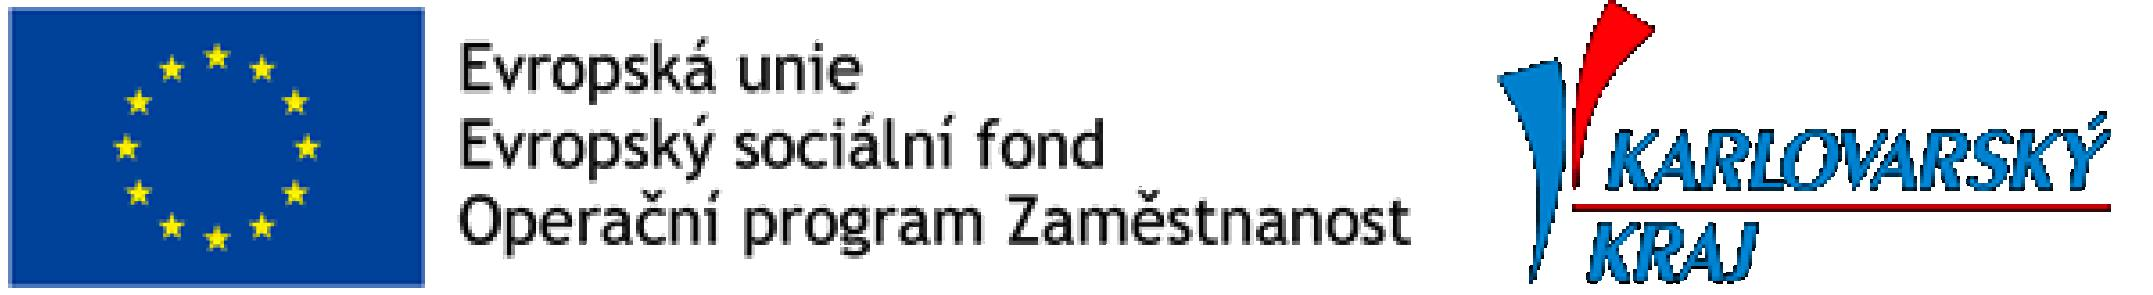 Evropská unie
Evropský sociální fond
Operační program Zaměstnanost
KARLOVARSKÝ
KRAJ